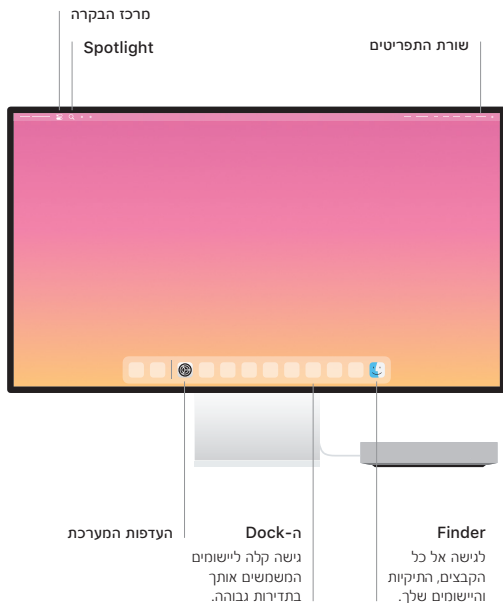 מרכז הבקרה
Spotlight
שורת התפריטים
Finder
לגישה אל כל
הקבצים, התיקיות
והיישומים שלך.
ה-Dock
גישה קלה ליישומים
המשמשים אותך
בתדירות גבוהה.
העדפות המערכת